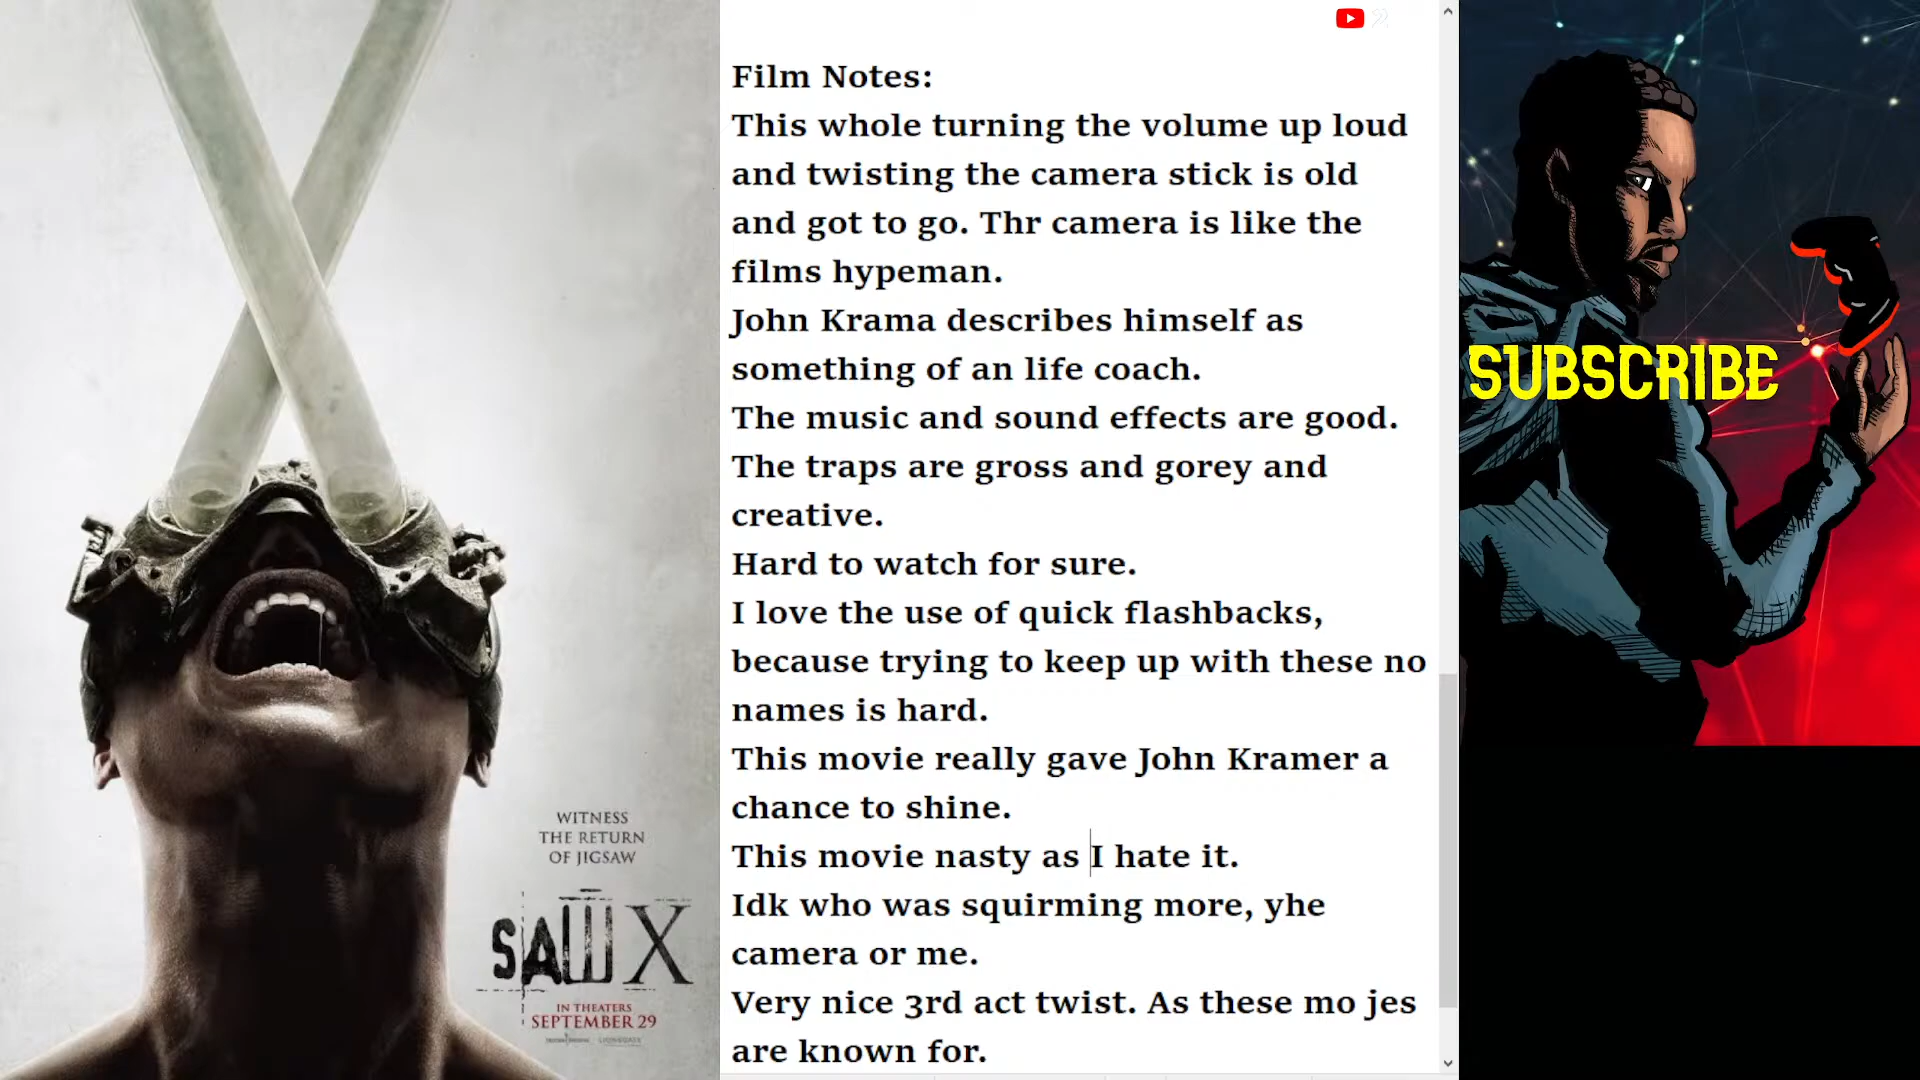 Film Notes:
This whole turning the volume up loud
and twisting the camera stick is old
and got to go. Thr camera is like the
films hypeman.
John Krama describes himself as
something of an life coach.
The music and sound effects are good.
The traps are gross and gorey and
creative.
Hard to watch for sure.
I love the use of quick flashbacks,
because trying to keep up with these no
names is hard.
This movie really gave John Kramer a
chance to shine.
This movie nasty as I hate it.
Idk who was squirming more, yhe
camera or me.
Very nice 3rd act twist. As these mo jes
are known for.
WITNESS
THE RETURN
OF JIGSAW
SAW X
IN THEATERS
SEPTEMBER 29
SUBSCRIBE